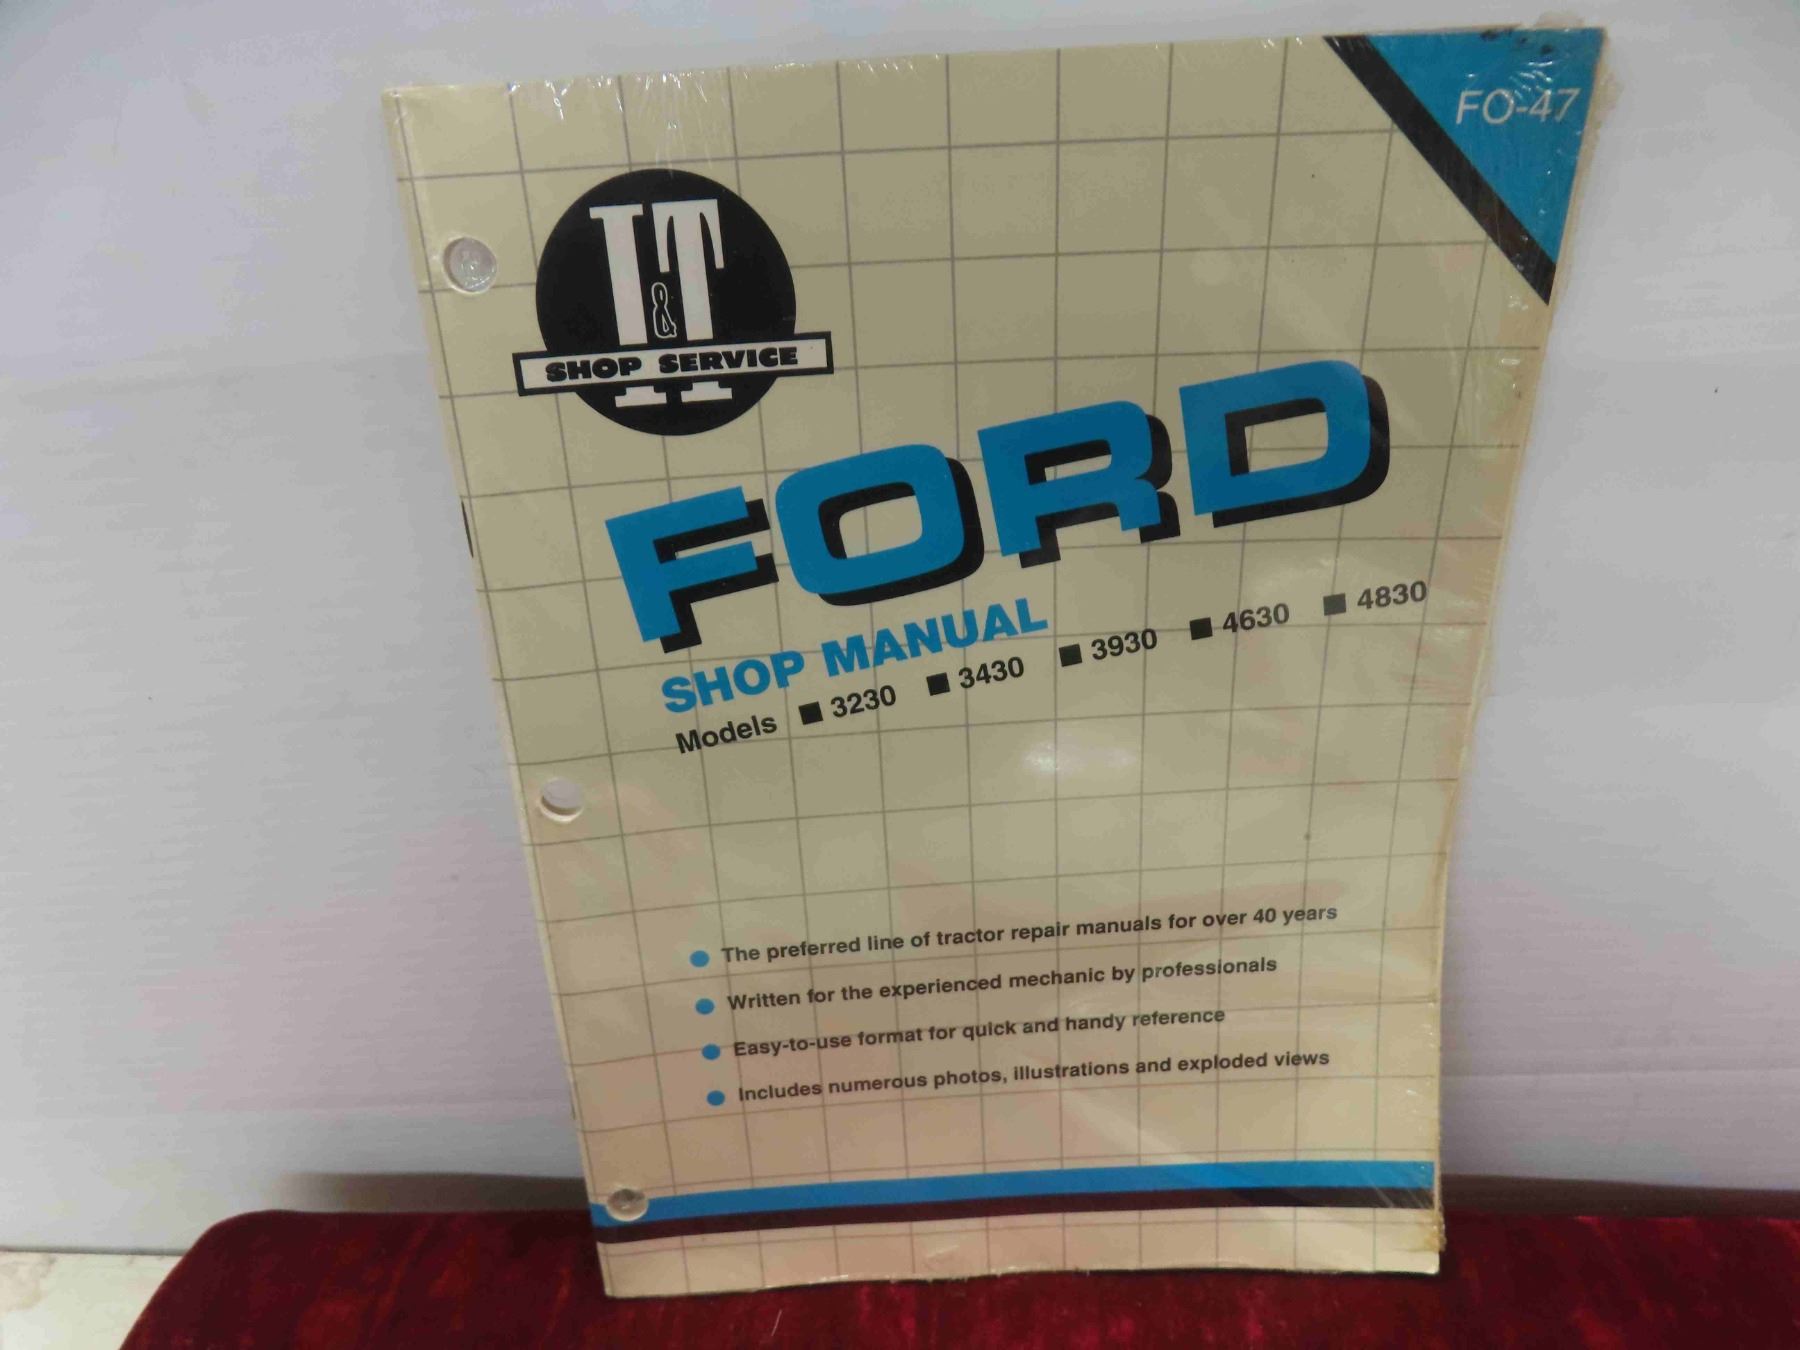 FO-47
I&T
SHOP SERVICE
FORD
SHOP MANUAL
Models ■ 3230 ■ 3430 ■ 3930 ■ 4630 ■ 4830
● The preferred line of tractor repair manuals for over 40 years
● Written for the experienced mechanic by professionals
● Easy-to-use format for quick and handy reference
● Includes numerous photos, illustrations and exploded views